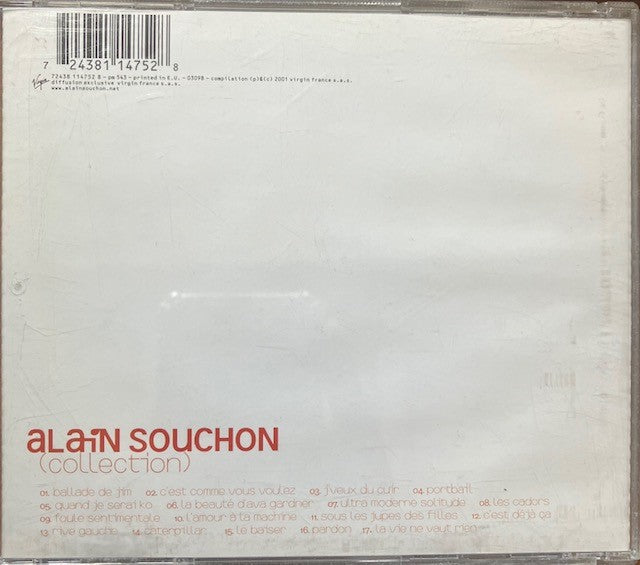 7 24381 14752 8
Virgin
72438 114752 8 - pm 543 - printed in E.U. - 03098 - compilation (p)&(c) 2001 virgin france s.a.s.
diffusion exclusive virgin france s.a.s.
www.alainsouchon.net
alain SOUCHON
(collection)
01. ballade de jim 02. c'est comme vous voulez 03. j'veux du cuir 04. portbail
05. quand je serai ko 06. la beauté d'ava gardner 07. ultra moderne solitude 08. les cadors
09. foule sentimentale 10. l'amour à la machine 11. sous les jupes des filles 12. c'est déjà ça
13. rive gauche 14. caterpillar 15. le baiser 16. pardon 17. la vie ne vaut rien